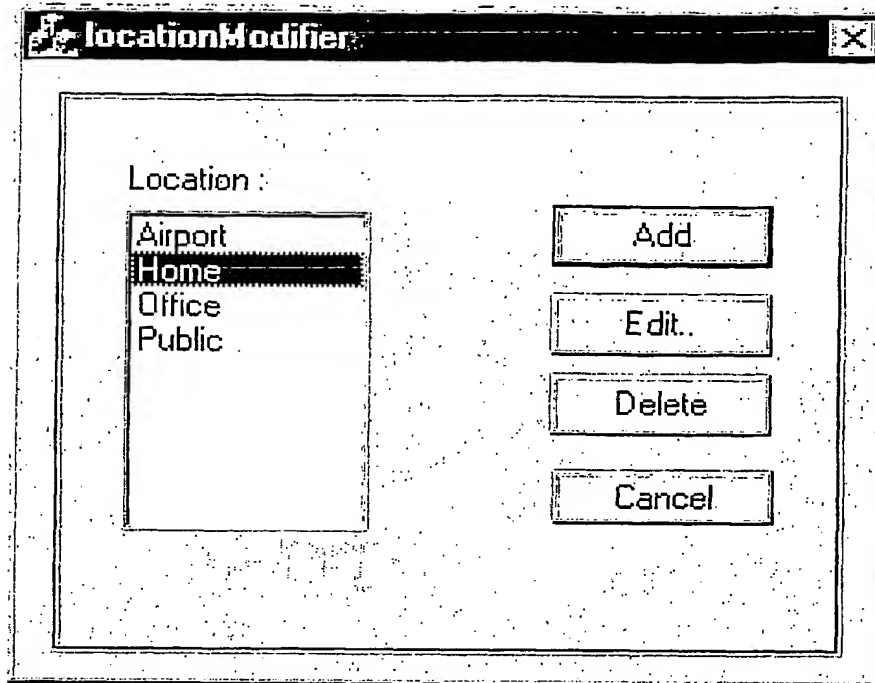 locationModifier
Location :
Airport
Home
Office
Public
Add
Edit..
Delete
Cancel